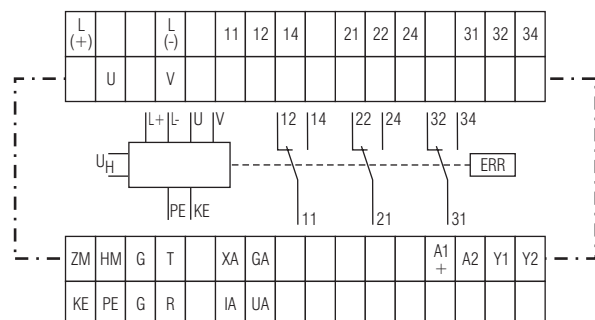 L (+) L (-) 11 12 14 21 22 24 31 32 34
U V
L+ L- U V 12 14 22 24 32 34
UH ERR
PE KE 11 21 31
ZM HM G T XA GA A1 + A2 Y1 Y2
KE PE G R IA UA